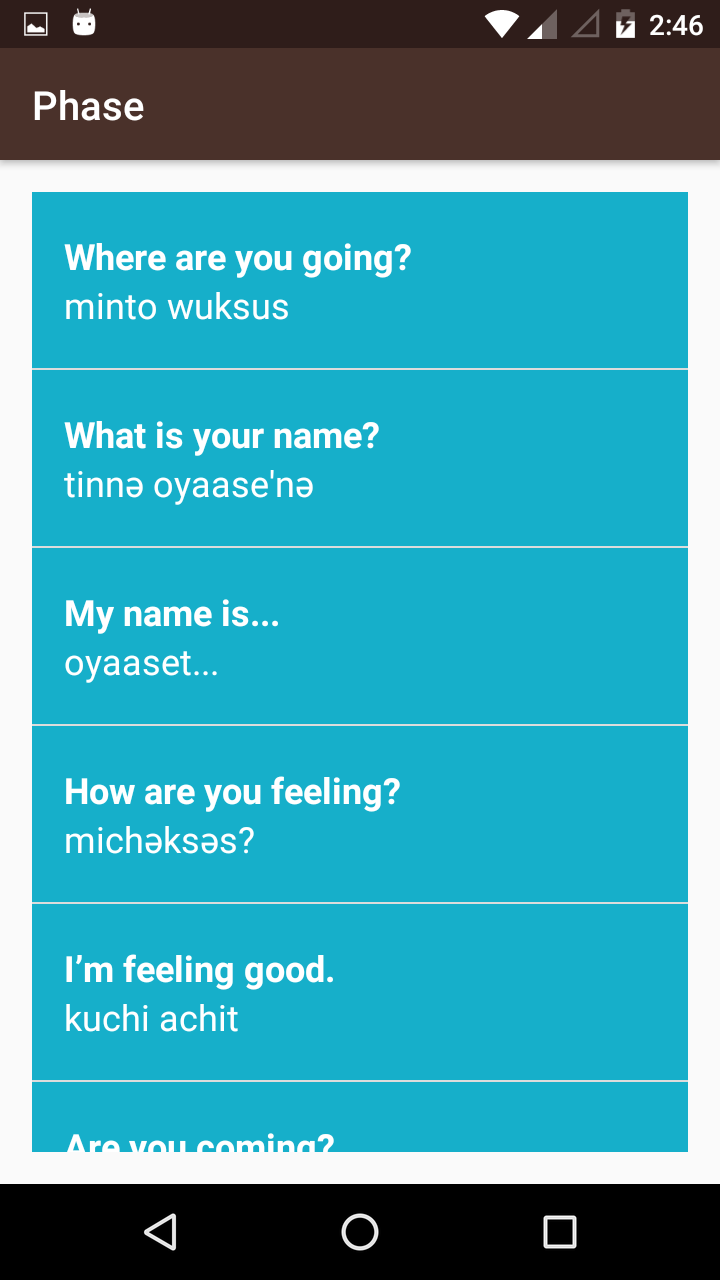 2:46
Phase
Where are you going?
minto wuksus
What is your name?
tinnə oyaase'nə
My name is...
oyaaset...
How are you feeling?
michəksəs?
I’m feeling good.
kuchi achit
Are you coming?